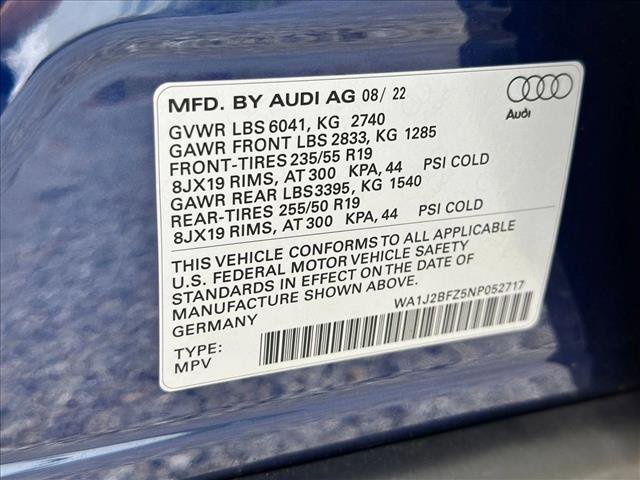 MFD. BY AUDI AG 08/ 22
Audi
GVWR LBS 6041, KG 2740
GAWR FRONT LBS 2833, KG 1285
FRONT-TIRES 235/55 R19
8JX19 RIMS, AT 300 KPA, 44 PSI COLD
GAWR REAR LBS3395, KG 1540
REAR-TIRES 255/50 R19
8JX19 RIMS, AT 300 KPA, 44 PSI COLD
THIS VEHICLE CONFORMS TO ALL APPLICABLE
U.S. FEDERAL MOTOR VEHICLE SAFETY
STANDARDS IN EFFECT ON THE DATE OF
MANUFACTURE SHOWN ABOVE.
GERMANY
WA1J2BFZ5NP052717
TYPE:
MPV